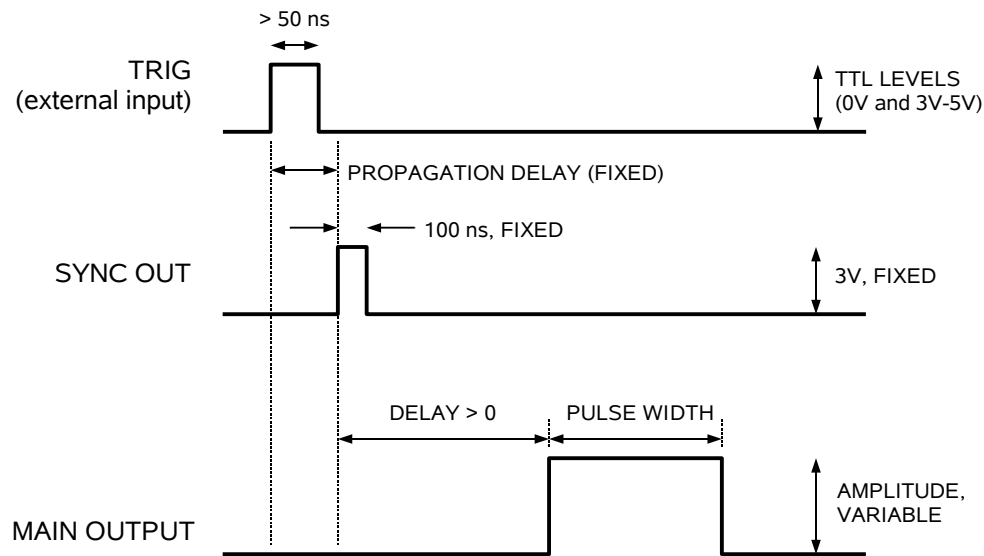 > 50 ns
TRIG
(external input)
TTL LEVELS
(0V and 3V-5V)
PROPAGATION DELAY (FIXED)
100 ns, FIXED
SYNC OUT
3V, FIXED
DELAY > 0
PULSE WIDTH
MAIN OUTPUT
AMPLITUDE,
VARIABLE